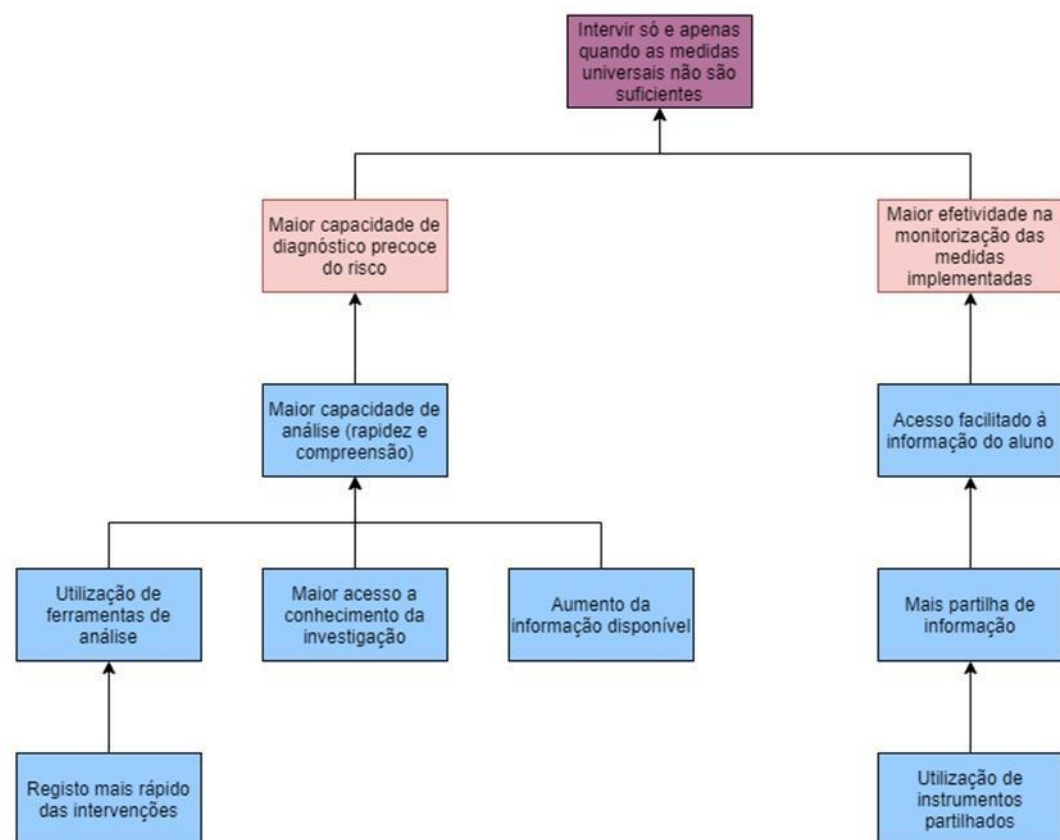 Intervir só e apenas
quando as medidas
universais não são
suficientes
Maior capacidade de
diagnóstico precoce
do risco
Maior efetividade na
monitorização das
medidas
implementadas
Maior capacidade de
análise (rapidez e
compreensão)
Acesso facilitado à
informação do aluno
Utilização de
ferramentas de
análise
Maior acesso a
conhecimento da
investigação
Aumento da
informação disponível
Mais partilha de
informação
Registo mais rápido
das intervenções
Utilização de
instrumentos
partilhados